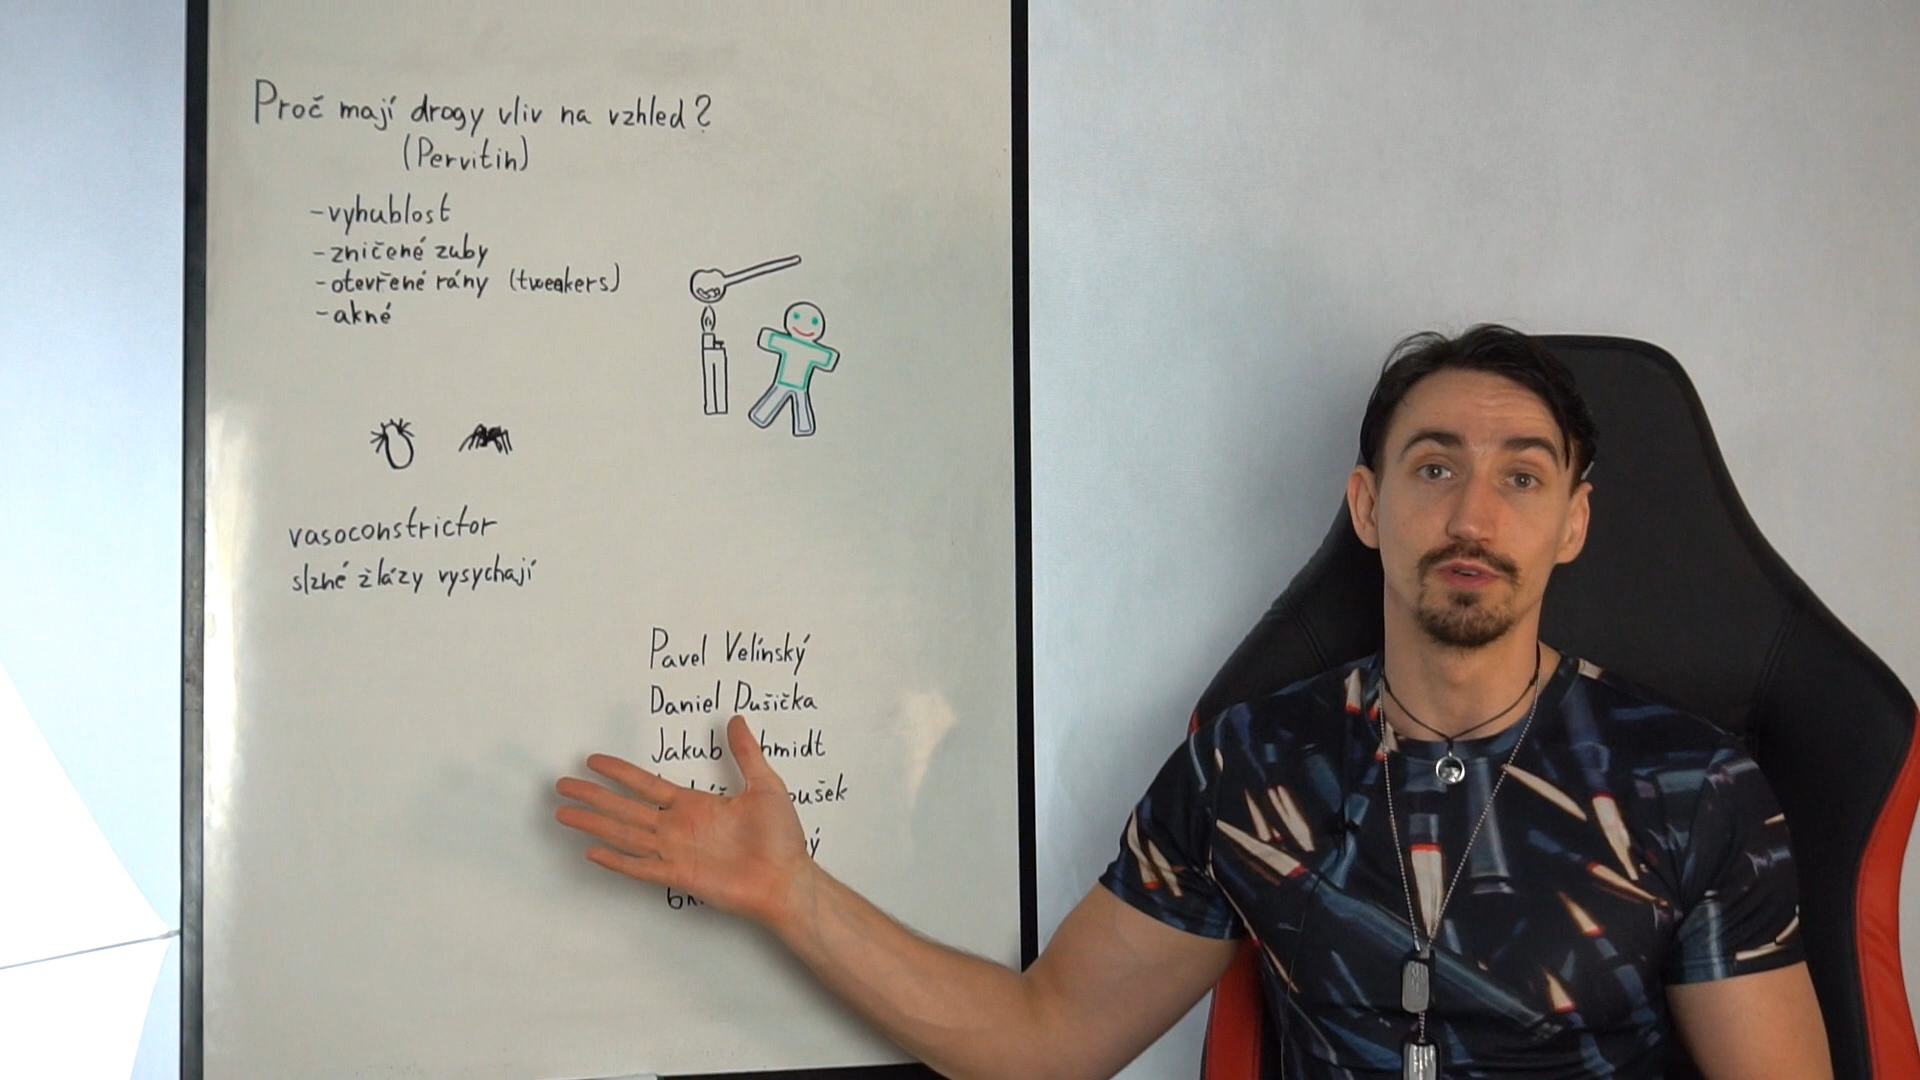 Proč mají drogy vliv na vzhled?
(Pervitin)
-vyhublost
-zničené zuby
-otevřené rány (tweakers)
-akné
vasoconstrictor
slzné žlázy vysychají
Pavel Velínský
Daniel Dušička
Jakub